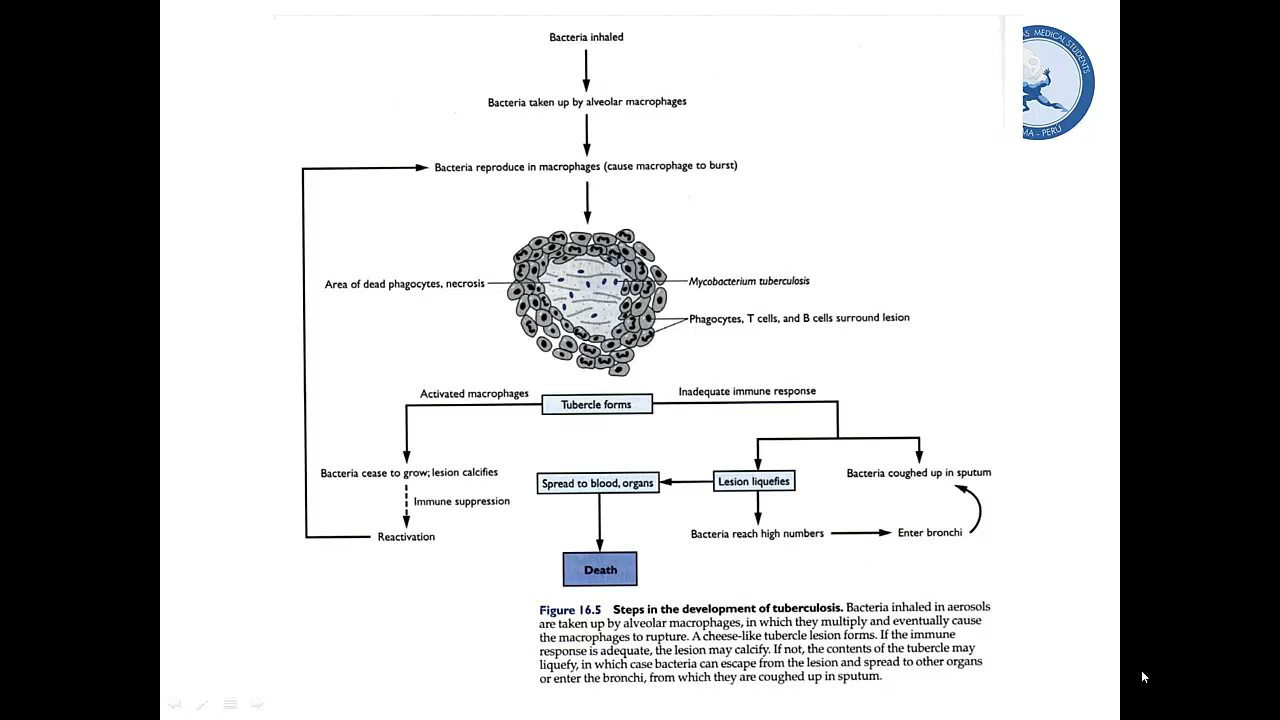 Bacteria inhaled
AS MEDICAL STUDENTS
MA - PERÚ
Bacteria taken up by alveolar macrophages
Bacteria reproduce in macrophages (cause macrophage to burst)
Area of dead phagocytes, necrosis
Mycobacterium tuberculosis
Phagocytes, T cells, and B cells surround lesion
Activated macrophages
Tubercle forms
Inadequate immune response
Bacteria cease to grow; lesion calcifies
Spread to blood, organs
Lesion liquefies
Bacteria coughed up in sputum
Immune suppression
Reactivation
Bacteria reach high numbers
Enter bronchi
Death
Figure 16.5 Steps in the development of tuberculosis. Bacteria inhaled in aerosols
are taken up by alveolar macrophages, in which they multiply and eventually cause
the macrophages to rupture. A cheese-like tubercle lesion forms. If the immune
response is adequate, the lesion may calcify. If not, the contents of the tubercle may
liquefy, in which case bacteria can escape from the lesion and spread to other organs
or enter the bronchi, from which they are coughed up in sputum.